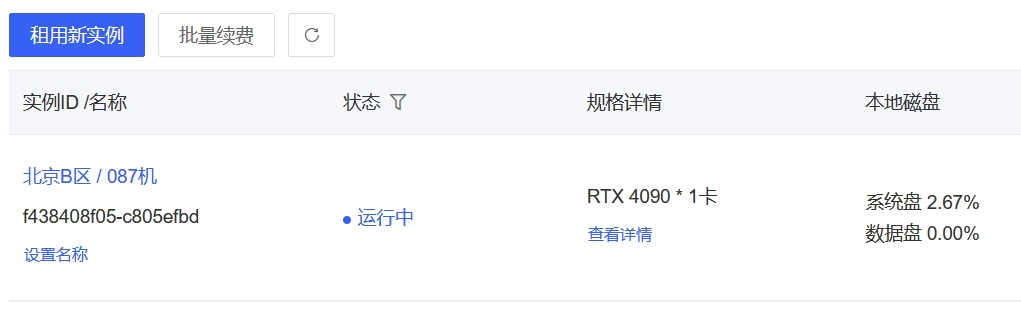 租用新实例 批量续费
实例ID /名称 状态 规格详情 本地磁盘
北京B区 / 087机
f438408f05-c805efbd
设置名称
运行中
RTX 4090 * 1卡
查看详情
系统盘 2.67%
数据盘 0.00%